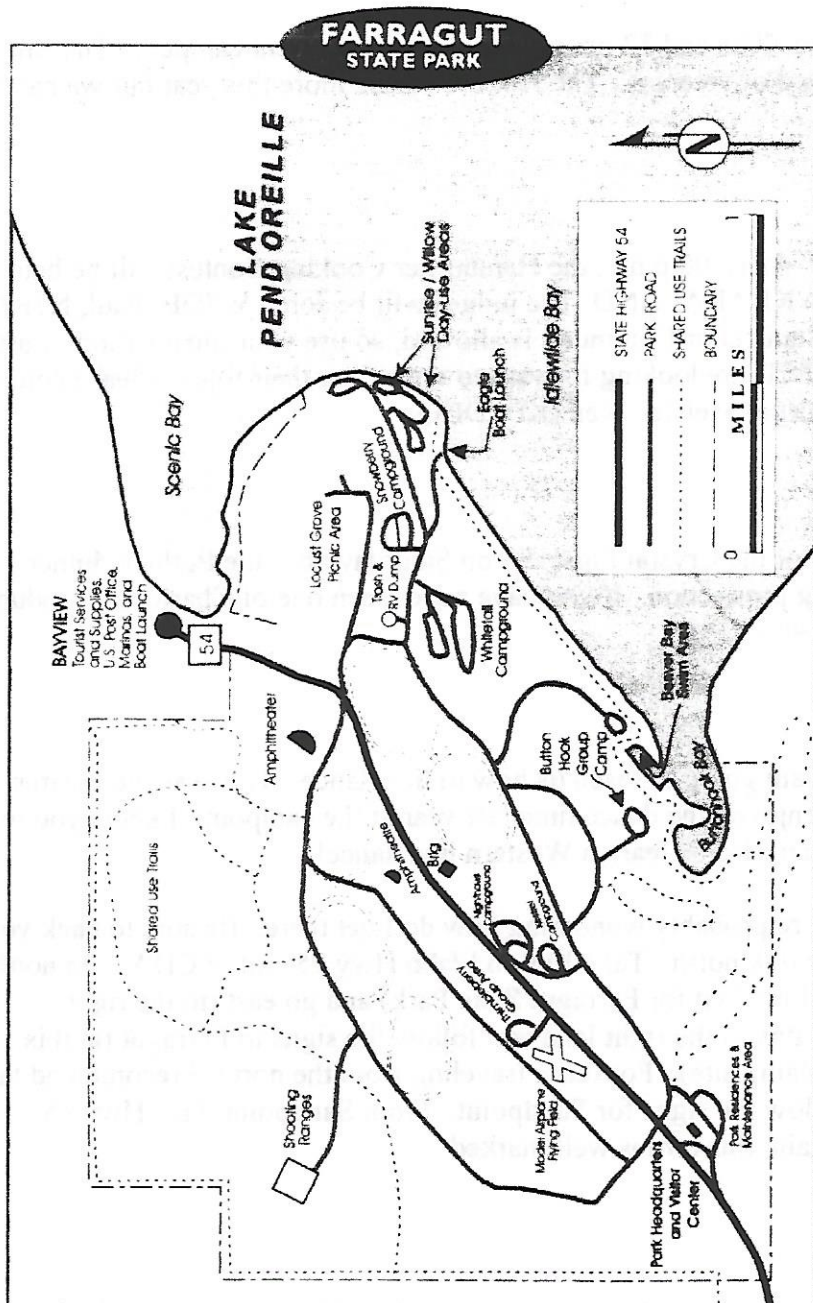 FARRAGUT
STATE PARK
LAKE
PEND OREILLE
N
Scenic Bay
BAYVIEW
Tourist Services
and Supplies,
U.S. Post Office,
Marinas, and
Boat Launch
54
Sunrise / Willow
Day-use Areas
Eagle
Boat Launch
Idlewilde Bay
Locust Grove
Picnic Area
Snowberry
Campground
Trash &
RV Dump
Whitetail
Campground
Amphitheater
Shared Use Trails
Amphitheatre
Brig
Button
Hook
Group
Camp
Beaver Bay
Swim Area
Buttonhook Bay
Campground
Campground
Group Area
Model Airplane
Flying Field
Shooting
Ranges
Park Headquarters
and Visitor
Center
Park Residences &
Maintenance Area
STATE HIGHWAY 54
PARK ROAD
SHARED USE TRAILS
BOUNDARY
0 MILES 1